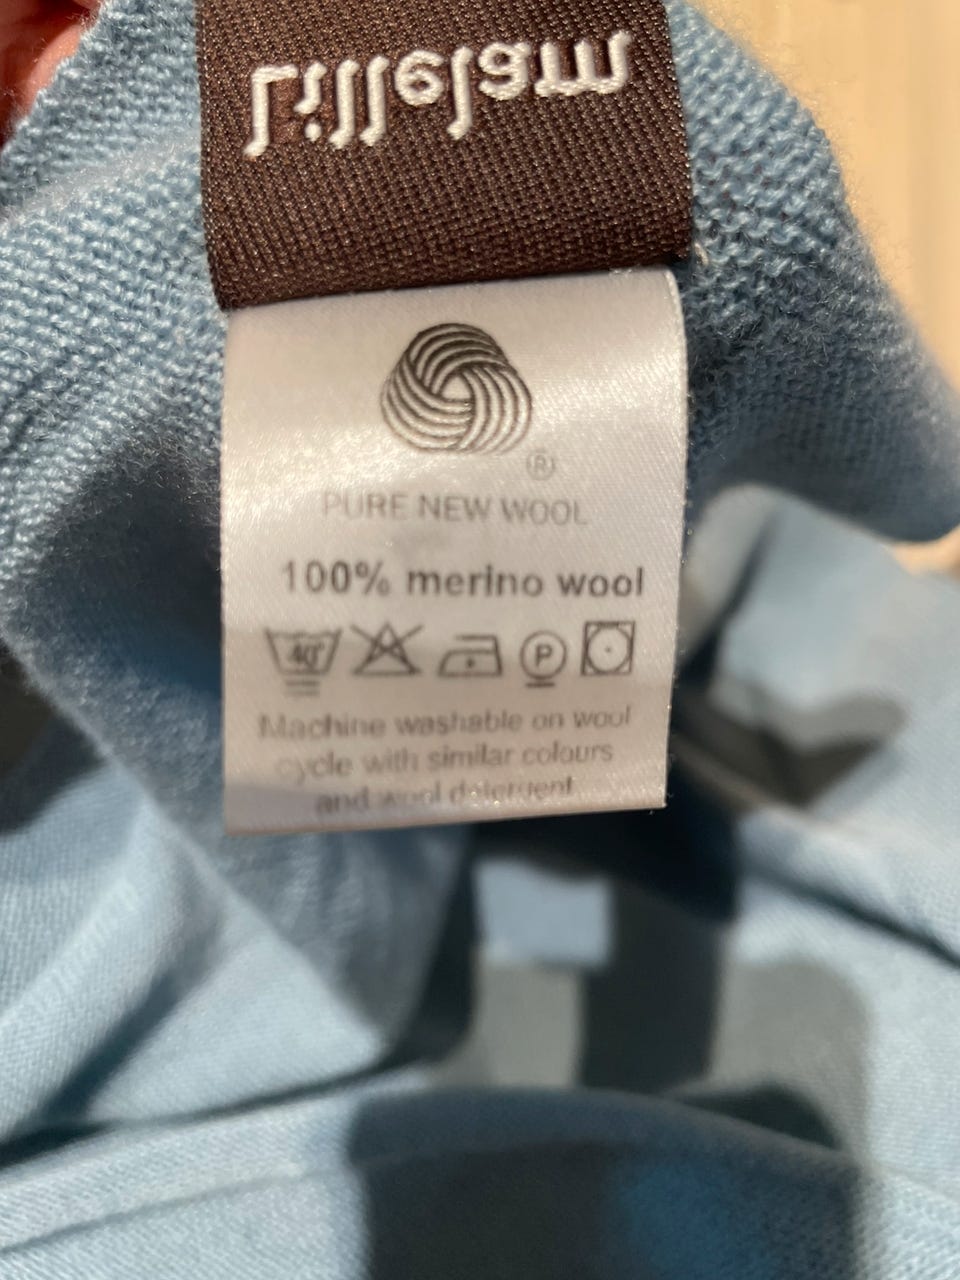 Lillelam
®
PURE NEW WOOL
100% merino wool
40° P
Machine washable on wool
cycle with similar colours
and wool detergent